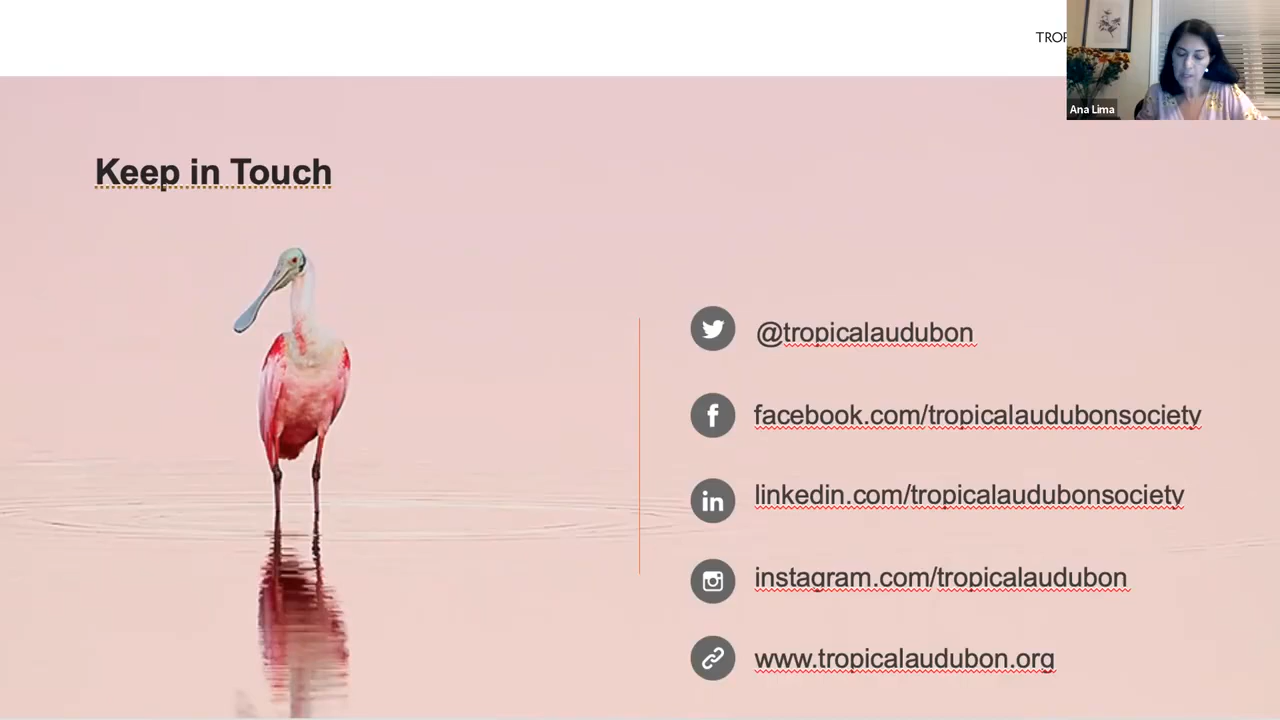 Ana Lima
Keep in Touch
@tropicalaudubon
facebook.com/tropicalaudubonsociety
linkedin.com/tropicalaudubonsociety
instagram.com/tropicalaudubon
www.tropicalaudubon.org